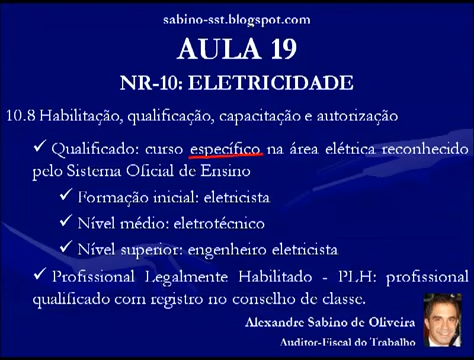 sabino-sst.blogspot.com
AULA 19
NR-10: ELETRICIDADE
10.8 Habilitação, qualificação, capacitação e autorização
✓ Qualificado: curso específico na área elétrica reconhecido
pelo Sistema Oficial de Ensino
✓ Formação inicial: eletricista
✓ Nível médio: eletrotécnico
✓ Nível superior: engenheiro eletricista
✓ Profissional Legalmente Habilitado - PLH: profissional
qualificado com registro no conselho de classe.
Alexandre Sabino de Oliveira
Auditor-Fiscal do Trabalho